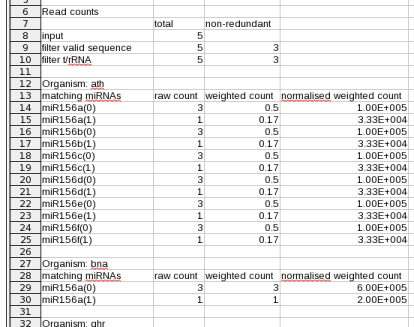 6 Read counts
7 total non-redundant
8 input 5
9 filter valid sequence 5 3
10 filter t/rRNA 5 3
11
12 Organism: ath
13 matching miRNAs raw count weighted count normalised weighted count
14 miR156a(0) 3 0.5 1.00E+005
15 miR156a(1) 1 0.17 3.33E+004
16 miR156b(0) 3 0.5 1.00E+005
17 miR156b(1) 1 0.17 3.33E+004
18 miR156c(0) 3 0.5 1.00E+005
19 miR156c(1) 1 0.17 3.33E+004
20 miR156d(0) 3 0.5 1.00E+005
21 miR156d(1) 1 0.17 3.33E+004
22 miR156e(0) 3 0.5 1.00E+005
23 miR156e(1) 1 0.17 3.33E+004
24 miR156f(0) 3 0.5 1.00E+005
25 miR156f(1) 1 0.17 3.33E+004
26
27 Organism: bna
28 matching miRNAs raw count weighted count normalised weighted count
29 miR156a(0) 3 3 6.00E+005
30 miR156a(1) 1 1 2.00E+005
31
32 Organism: ghr